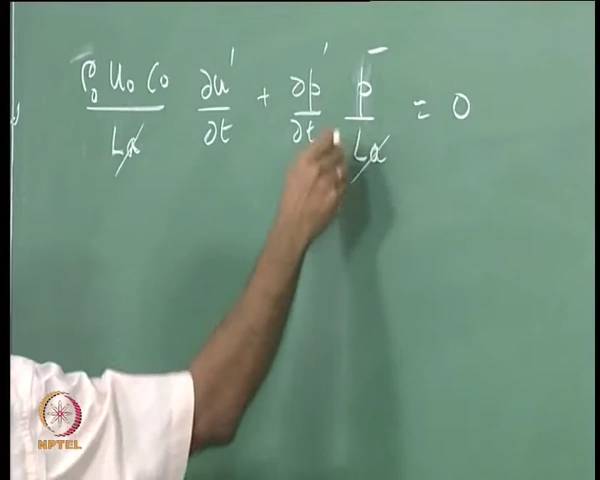 ρ₀ U₀ C₀ / Lα ∂u' / ∂t + ∂p' / ∂t p̄ / Lα = 0
NPTEL